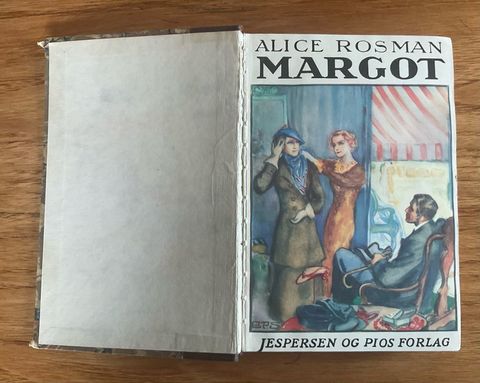 ALICE ROSMAN
MARGOT
JESPERSEN OG PIOS FORLAG